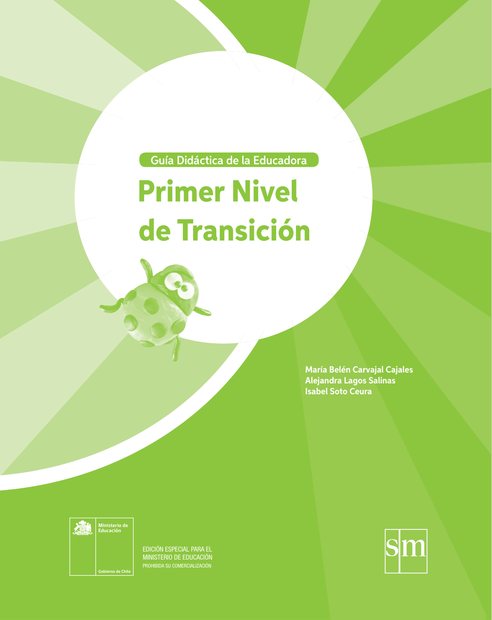 Guía Didáctica de la Educadora
Primer Nivel
de Transición
María Belén Carvajal Cajales
Alejandra Lagos Salinas
Isabel Soto Ceura
Ministerio de
Educación
Gobierno de Chile
EDICIÓN ESPECIAL PARA EL
MINISTERIO DE EDUCACIÓN
PROHIBIDA SU COMERCIALIZACIÓN
sm